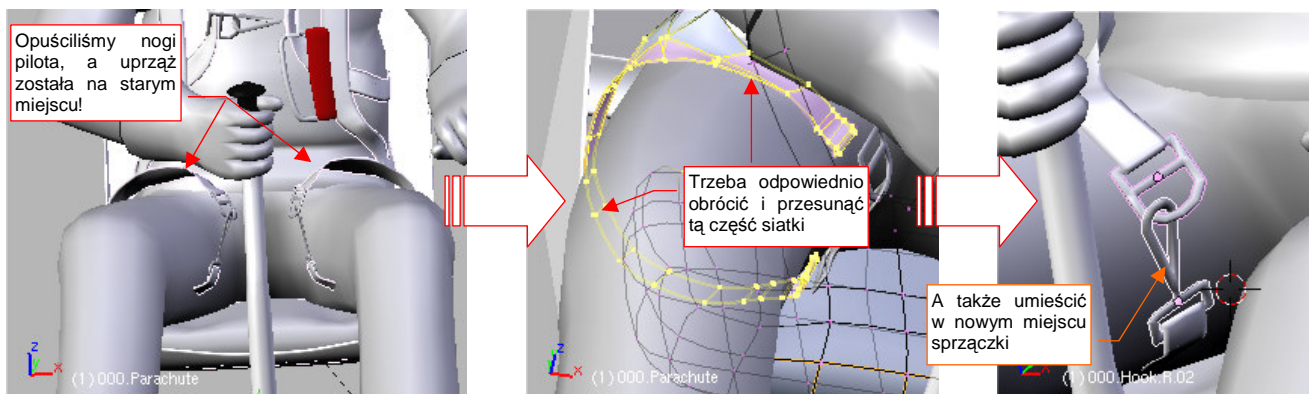 Opuściliśmy nogi
pilota, a uprząż
została na starym
miejscu!
z
y
x
(1) 000.Parachute
Trzeba odpowiednio
obrócić i przesunąć
tą część siatki
z
x
(1) 000.Parachute
A także umieścić
w nowym miejscu
sprzączki
z
x
(1) 000.Hook.R.02